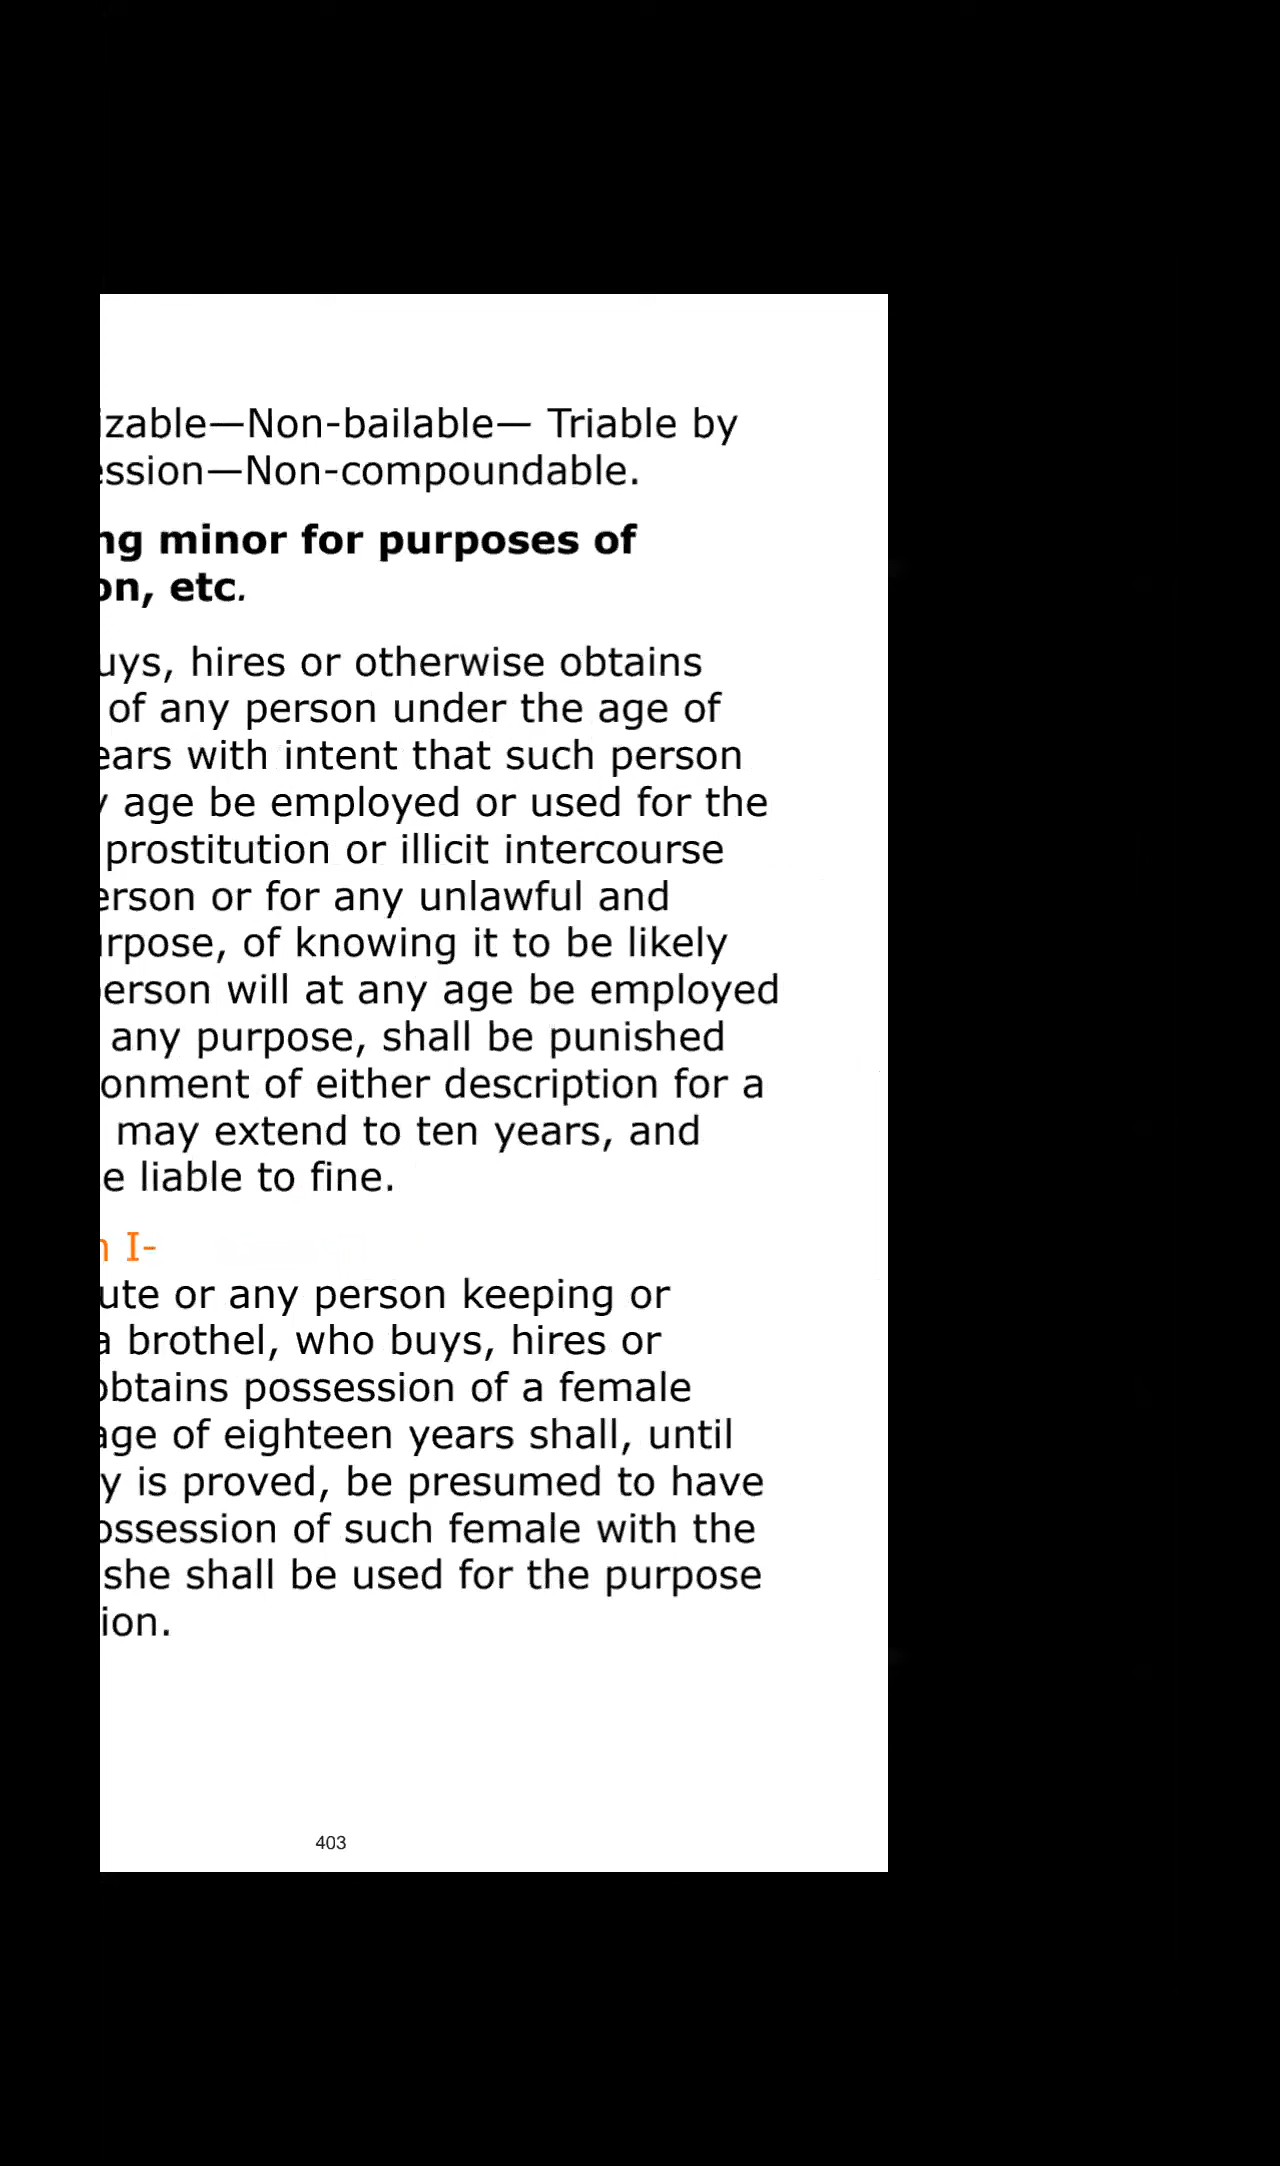 izable—Non-bailable— Triable by
ession—Non-compoundable.
ng minor for purposes of
on, etc.
uys, hires or otherwise obtains
of any person under the age of
ears with intent that such person
y age be employed or used for the
prostitution or illicit intercourse
erson or for any unlawful and
urpose, of knowing it to be likely
erson will at any age be employed
any purpose, shall be punished
onment of either description for a
may extend to ten years, and
e liable to fine.
n I-
ute or any person keeping or
a brothel, who buys, hires or
obtains possession of a female
age of eighteen years shall, until
y is proved, be presumed to have
ossession of such female with the
she shall be used for the purpose
ion.
403